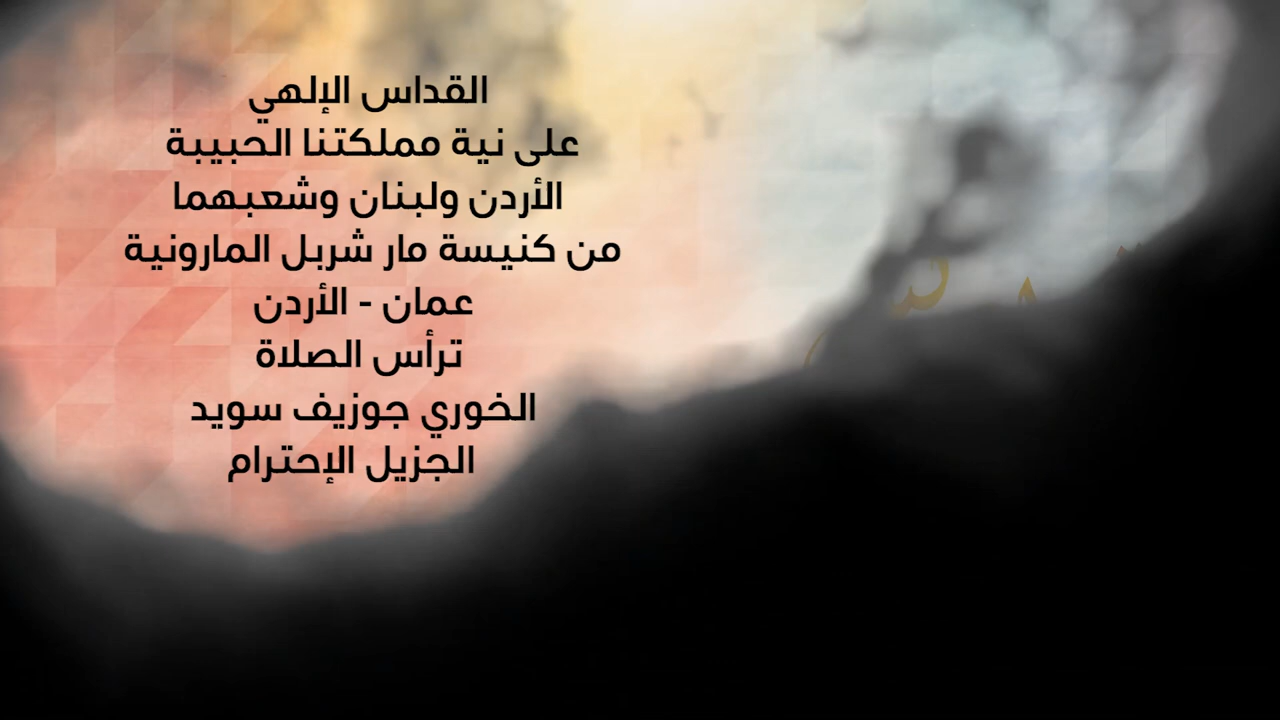 القداس الإلهي
على نية مملكتنا الحبيبة
الأردن ولبنان وشعبهما
من كنيسة مار شربل المارونية
عمان - الأردن
ترأس الصلاة
الخوري جوزيف سويد
الجزيل الإحترام